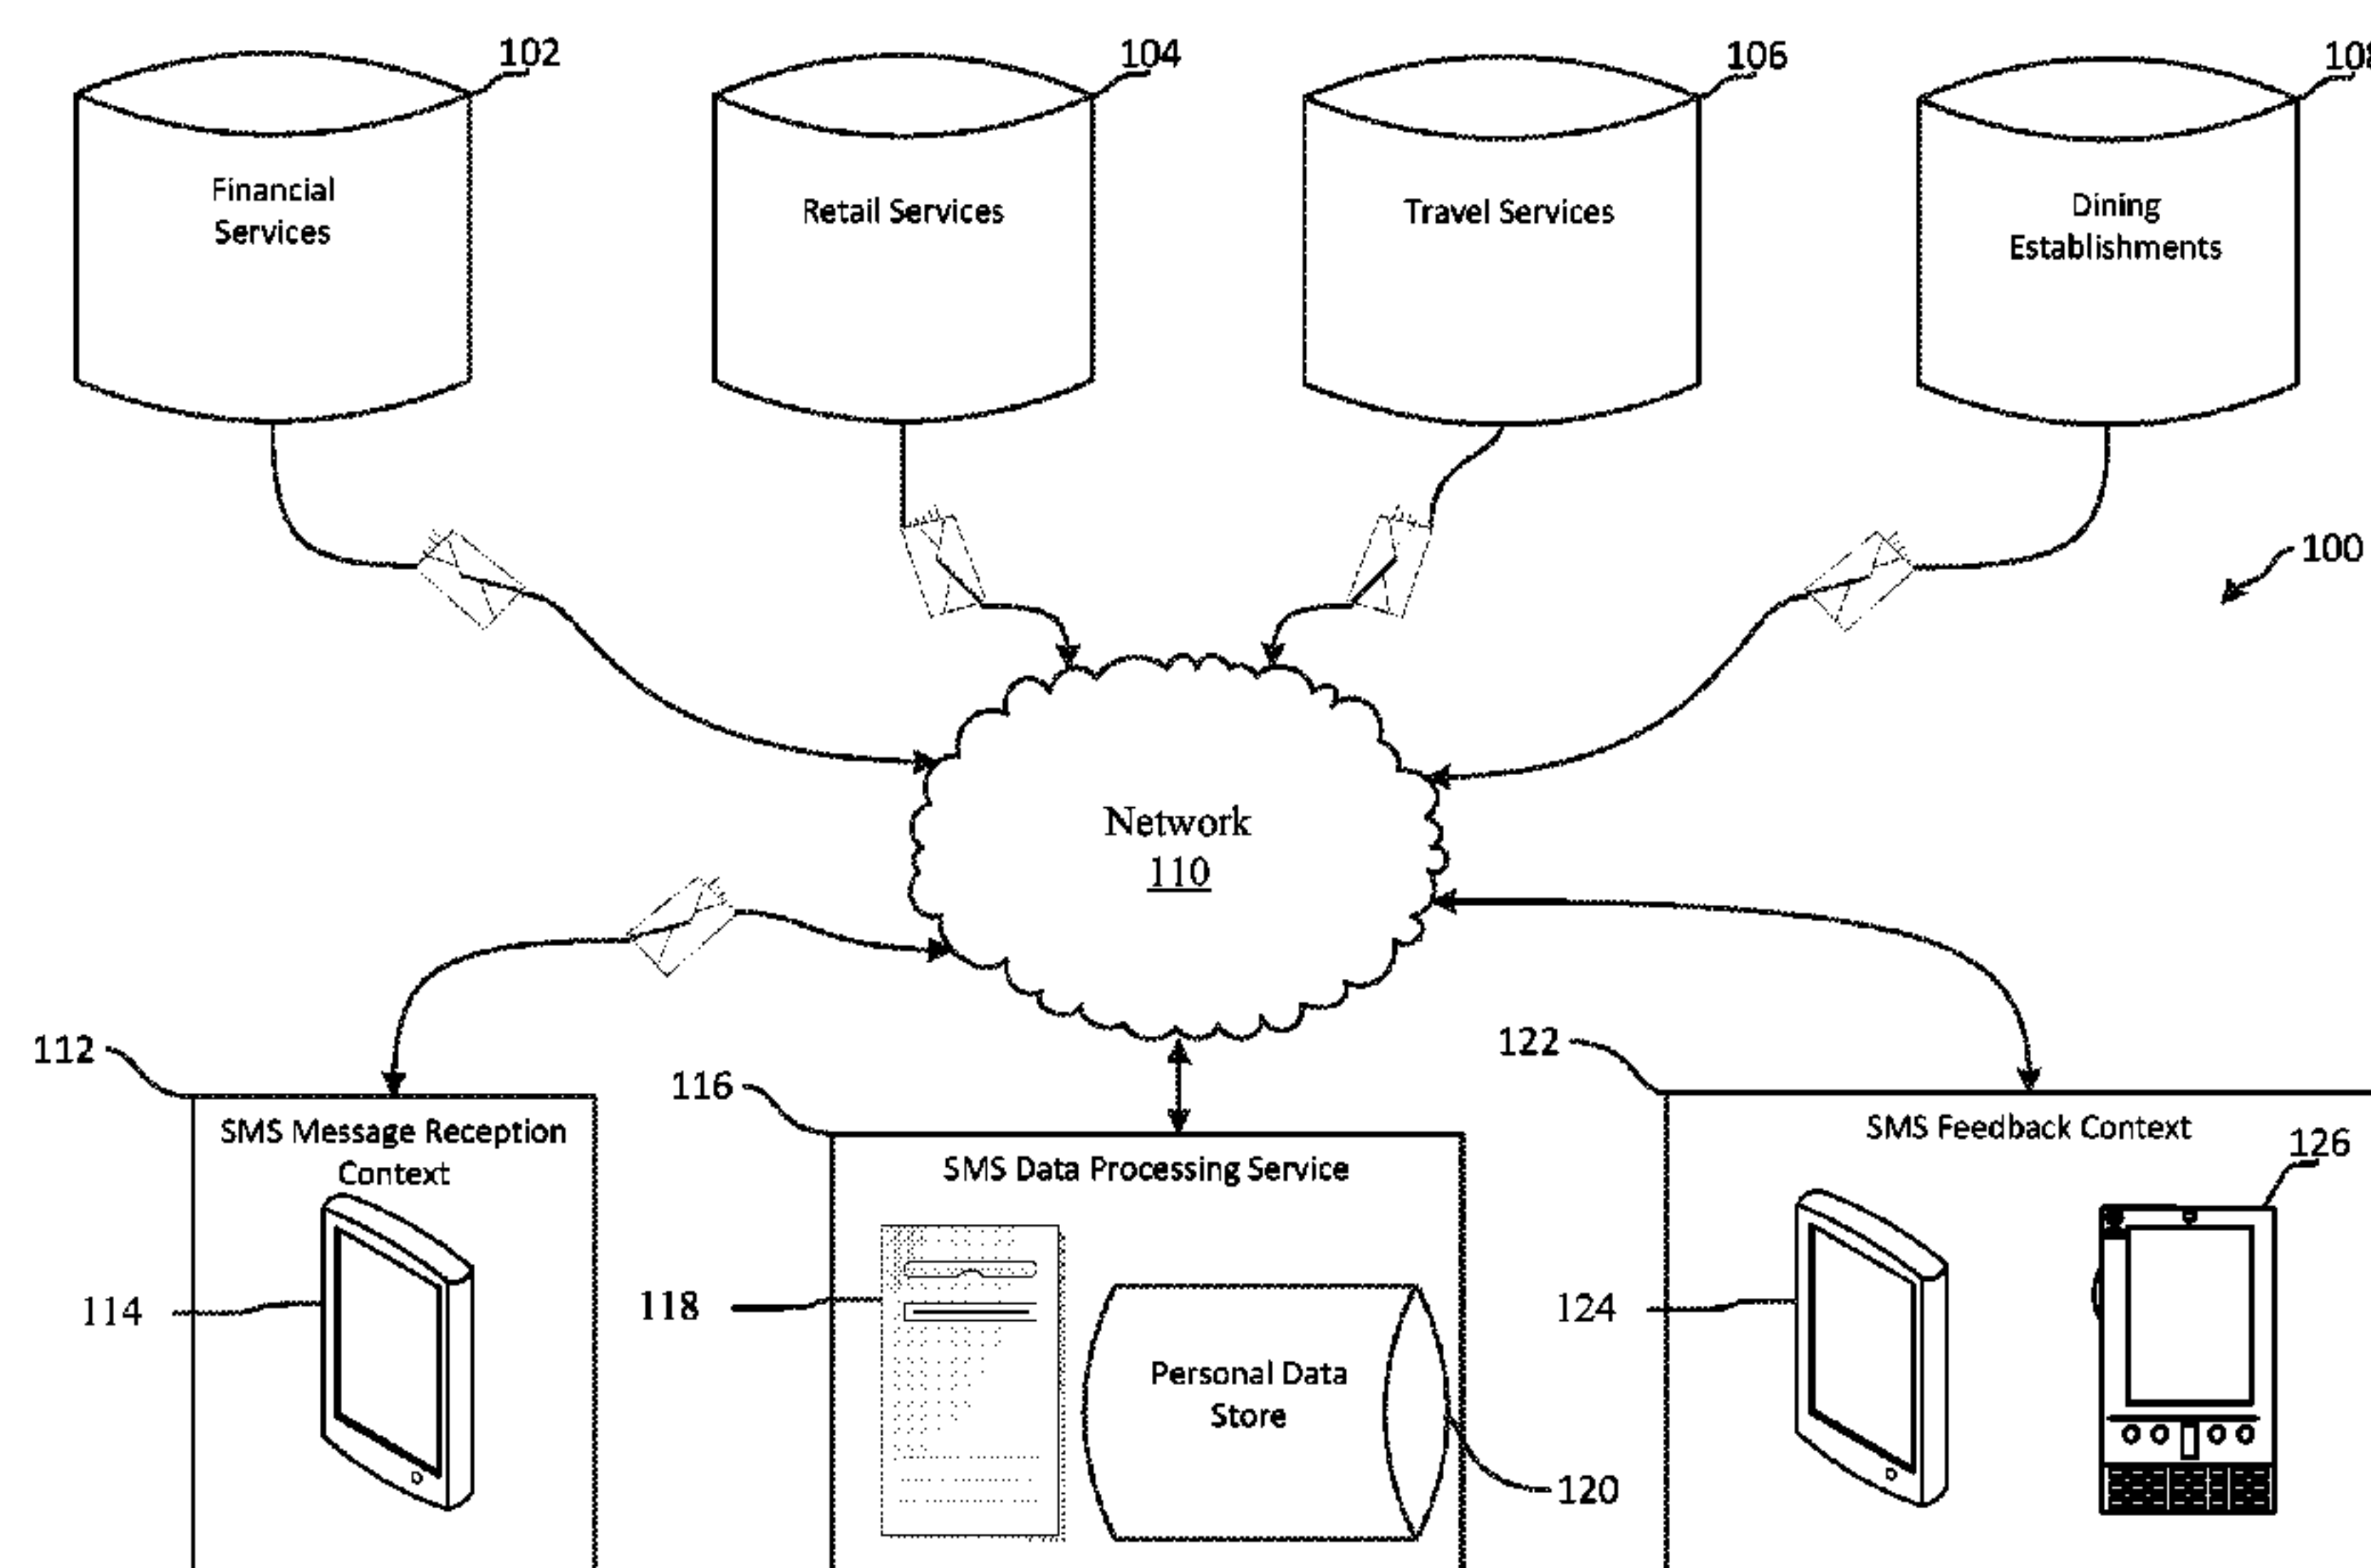 102
104
106
108
Financial
Services
Retail Services
Travel Services
Dining
Establishments
100
Network
110
112
116
122
SMS Message Reception
Context
SMS Data Processing Service
SMS Feedback Context
126
114
118
124
Personal Data
Store
120